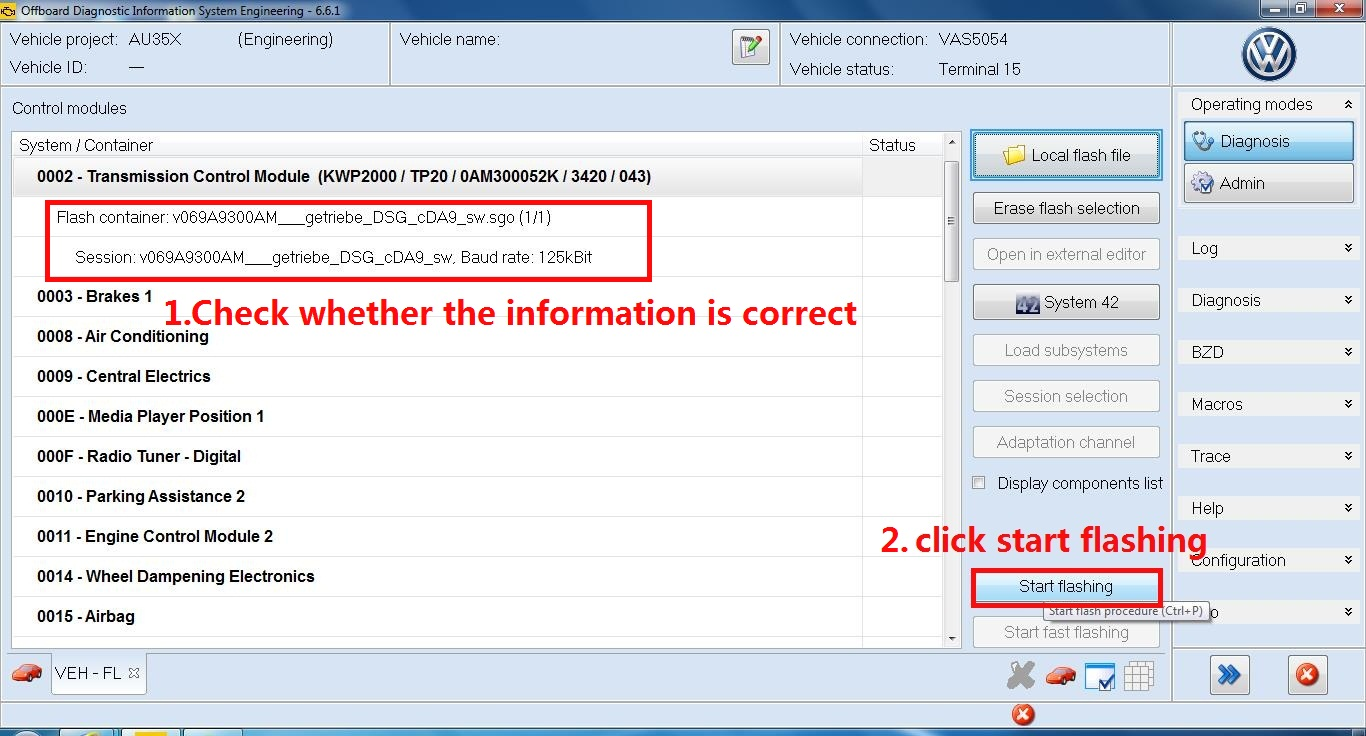 Offboard Diagnostic Information System Engineering - 6.6.1
Vehicle project: AU35X (Engineering)
Vehicle ID: —
Vehicle name:
Vehicle connection: VAS5054
Vehicle status: Terminal 15
Control modules
System / Container Status
0002 - Transmission Control Module (KWP2000 / TP20 / 0AM300052K / 3420 / 043)
Flash container: v069A9300AM___getriebe_DSG_cDA9_sw.sgo (1/1)
Session: v069A9300AM___getriebe_DSG_cDA9_sw, Baud rate: 125kBit
0003 - Brakes 1
1.Check whether the information is correct
0008 - Air Conditioning
0009 - Central Electrics
000E - Media Player Position 1
000F - Radio Tuner - Digital
0010 - Parking Assistance 2
0011 - Engine Control Module 2
0014 - Wheel Dampening Electronics
0015 - Airbag
Local flash file
Erase flash selection
Open in external editor
42 System 42
Load subsystems
Session selection
Adaptation channel
Display components list
2. click start flashing
Start flashing
Start flash procedure (Ctrl+P)
Start fast flashing
Operating modes
Diagnosis
Admin
Log
Diagnosis
BZD
Macros
Trace
Help
Configuration
VEH - FL